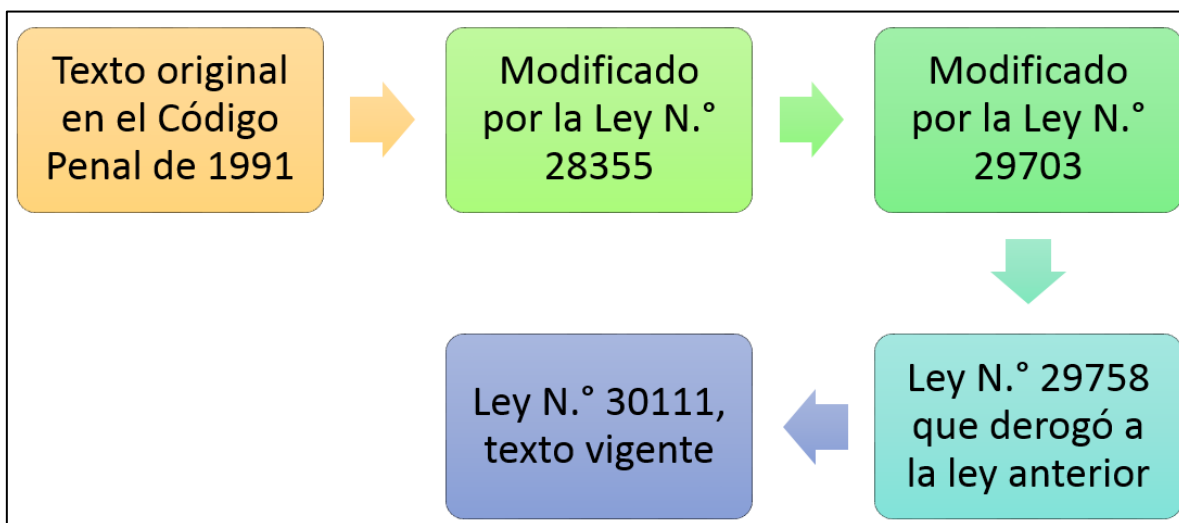 Texto original
en el Código
Penal de 1991
Modificado
por la Ley N.°
28355
Modificado
por la Ley N.°
29703
Ley N.° 29758
que derogó a
la ley anterior
Ley N.° 30111,
texto vigente